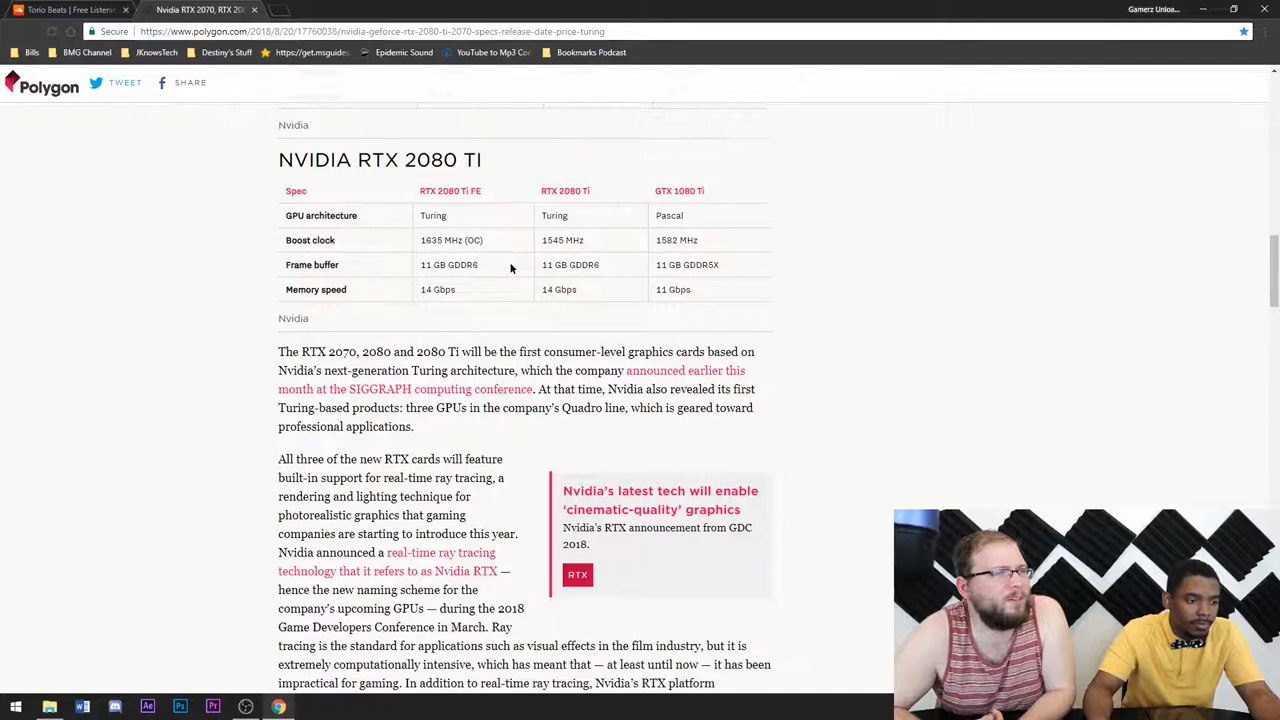 Torio Beats | Free Listen
Nvidia RTX 2070, RTX 20
Gamerz Unloa...
Secure
https://www.polygon.com/2018/8/20/17760038/nvidia-geforce-rtx-2080-ti-2070-specs-release-date-price-turing
Bills
BMG Channel
JKnowsTech
Destiny's Stuff
https://get.msguides.
Epidemic Sound
YouTube to Mp3 Co
Bookmarks Podcast
Polygon
TWEET
SHARE
Nvidia
NVIDIA RTX 2080 TI
Spec RTX 2080 Ti FE RTX 2080 Ti GTX 1080 Ti
GPU architecture Turing Turing Pascal
Boost clock 1635 MHz (OC) 1545 MHz 1582 MHz
Frame buffer 11 GB GDDR6 11 GB GDDR6 11 GB GDDR5X
Memory speed 14 Gbps 14 Gbps 11 Gbps
Nvidia
The RTX 2070, 2080 and 2080 Ti will be the first consumer-level graphics cards based on
Nvidia's next-generation Turing architecture, which the company announced earlier this
month at the SIGGRAPH computing conference. At that time, Nvidia also revealed its first
Turing-based products: three GPUs in the company's Quadro line, which is geared toward
professional applications.
All three of the new RTX cards will feature
built-in support for real-time ray tracing, a
rendering and lighting technique for
photorealistic graphics that gaming
companies are starting to introduce this year.
Nvidia announced a real-time ray tracing
technology that it refers to as Nvidia RTX —
hence the new naming scheme for the
company's upcoming GPUs — during the 2018
Game Developers Conference in March. Ray
tracing is the standard for applications such as visual effects in the film industry, but it is
extremely computationally intensive, which has meant that — at least until now — it has been
impractical for gaming. In addition to real-time ray tracing, Nvidia's RTX platform
Nvidia's latest tech will enable
'cinematic-quality' graphics
Nvidia's RTX announcement from GDC
2018.
RTX
W
Ae
Ps
Pr